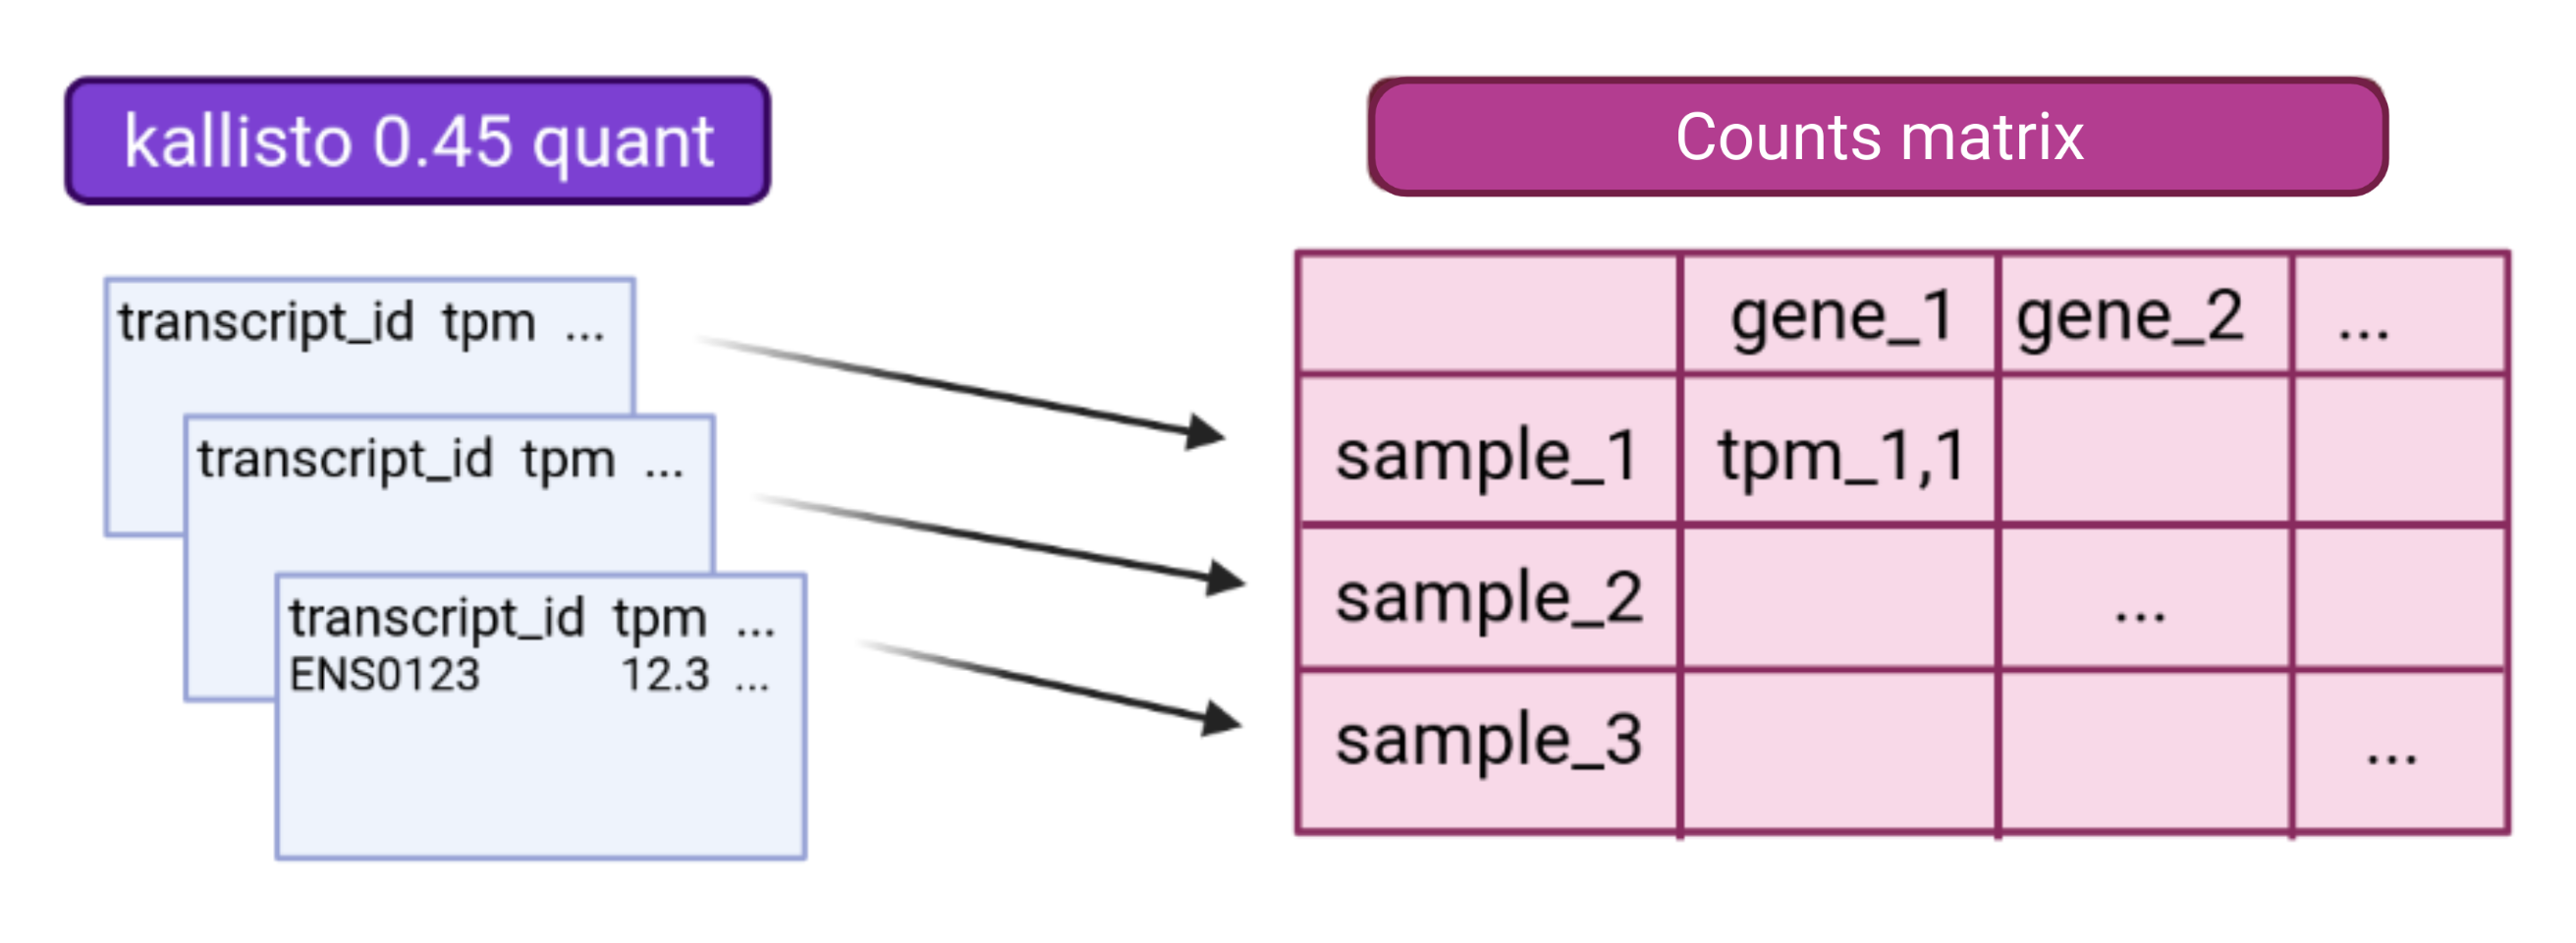 kallisto 0.45 quant
transcript_id tpm ...
transcript_id tpm ...
transcript_id tpm ...
ENS0123 12.3 ...
Counts matrix
gene_1 gene_2 ...
sample_1 tpm_1,1
sample_2 ...
sample_3 ...